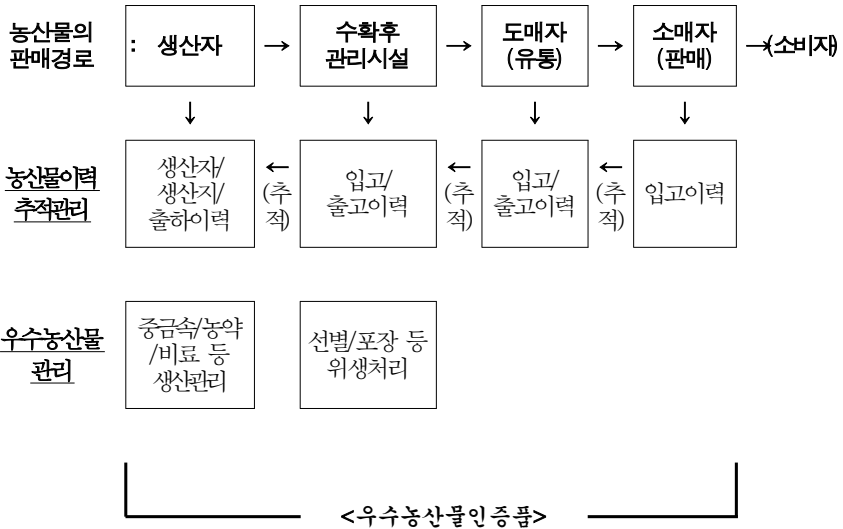 농산물의
판매경로
: 생산자
→
수확후
관리시설
→
도매자
(유통)
→
소매자
(판매)
→(소비자)
↓ ↓ ↓ ↓
농산물이력
추적관리
생산자/
생산지/
출하이력
←
(추
적)
입고/
출고이력
←
(추
적)
입고/
출고이력
←
(추
적)
입고이력
우수농산물
관리
중금속/농약
/비료 등
생산관리
선별/포장 등
위생처리
<우수농산물인증품>